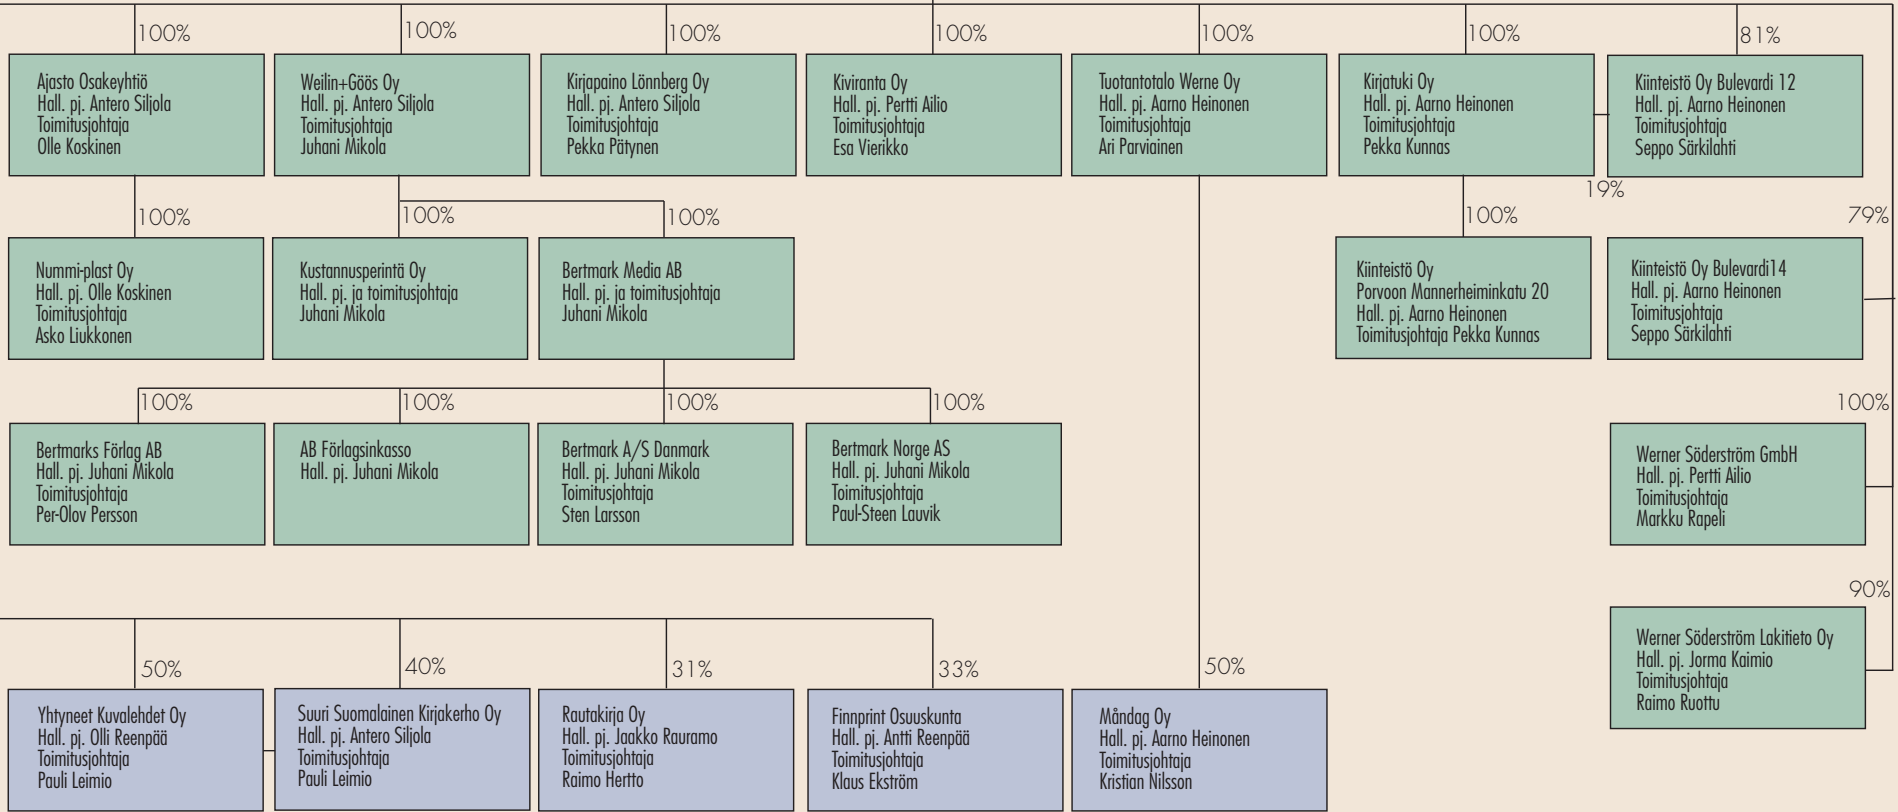 100%
100%
100%
100%
100%
100%
81%
Ajasto Osakeyhtiö
Hall. pj. Antero Siljola
Toimitusjohtaja
Olle Koskinen
Weilin+Göös Oy
Hall. pj. Antero Siljola
Toimitusjohtaja
Juhani Mikola
Kirjapaino Lönnberg Oy
Hall. pj. Antero Siljola
Toimitusjohtaja
Pekka Pätynen
Kiviranta Oy
Hall. pj. Pertti Ailio
Toimitusjohtaja
Esa Vierikko
Tuotantotalo Werne Oy
Hall. pj. Aarno Heinonen
Toimitusjohtaja
Ari Parviainen
Kirjatuki Oy
Hall. pj. Aarno Heinonen
Toimitusjohtaja
Pekka Kunnas
Kiinteistö Oy Bulevardi 12
Hall. pj. Aarno Heinonen
Toimitusjohtaja
Seppo Särkilahti
19%
100%
100%
100%
100%
79%
Nummi-plast Oy
Hall. pj. Olle Koskinen
Toimitusjohtaja
Asko Liukkonen
Kustannusperintä Oy
Hall. pj. ja toimitusjohtaja
Juhani Mikola
Bertmark Media AB
Hall. pj. ja toimitusjohtaja
Juhani Mikola
Kiinteistö Oy
Porvoon Mannerheiminkatu 20
Hall. pj. Aarno Heinonen
Toimitusjohtaja Pekka Kunnas
Kiinteistö Oy Bulevardi14
Hall. pj. Aarno Heinonen
Toimitusjohtaja
Seppo Särkilahti
100%
100%
100%
100%
100%
Bertmarks Förlag AB
Hall. pj. Juhani Mikola
Toimitusjohtaja
Per-Olov Persson
AB Förlagsinkasso
Hall. pj. Juhani Mikola
Bertmark A/S Danmark
Hall. pj. Juhani Mikola
Toimitusjohtaja
Sten Larsson
Bertmark Norge AS
Hall. pj. Juhani Mikola
Toimitusjohtaja
Paul-Steen Lauvik
Werner Söderström GmbH
Hall. pj. Pertti Ailio
Toimitusjohtaja
Markku Rapeli
90%
Werner Söderström Lakitieto Oy
Hall. pj. Jorma Kaimio
Toimitusjohtaja
Raimo Ruottu
50%
40%
31%
33%
50%
Yhtyneet Kuvalehdet Oy
Hall. pj. Olli Reenpää
Toimitusjohtaja
Pauli Leimio
Suuri Suomalainen Kirjakerho Oy
Hall. pj. Antero Siljola
Toimitusjohtaja
Pauli Leimio
Rautakirja Oy
Hall. pj. Jaakko Rauramo
Toimitusjohtaja
Raimo Hertto
Finnprint Osuuskunta
Hall. pj. Antti Reenpää
Toimitusjohtaja
Klaus Ekström
Måndag Oy
Hall. pj. Aarno Heinonen
Toimitusjohtaja
Kristian Nilsson